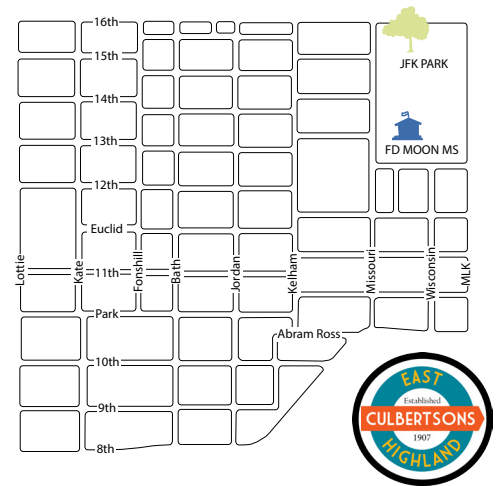 16th
15th
14th
13th
12th
Euclid
11th
Park
10th
9th
8th
Lottie
Kate
Fonshill
Bath
Jordan
Kelham
Missouri
Wisconsin
MLK
Abram Ross
JFK PARK
FD MOON MS
EAST
Established
CULBERTSONS
1907
HIGHLAND